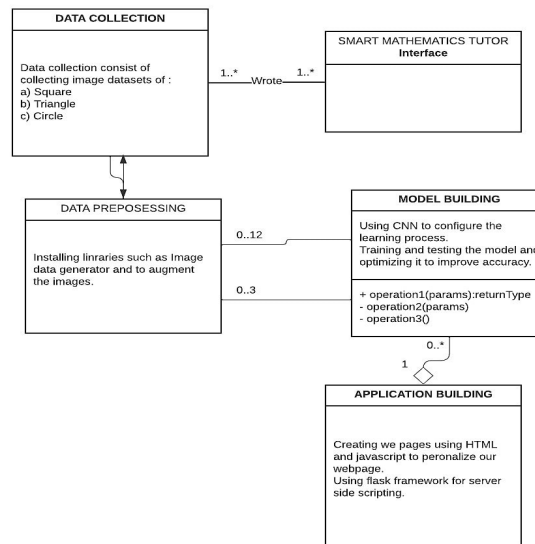 DATA COLLECTION
Data collection consist of
collecting image datasets of :
a) Square
b) Triangle
c) Circle
1..*
Wrote
1..*
SMART MATHEMATICS TUTOR
Interface
DATA PREPOSESSING
Installing linraries such as Image
data generator and to augment
the images.
0..12
0..3
MODEL BUILDING
Using CNN to configure the
learning process.
Training and testing the model and
optimizing it to improve accuracy.
+ operation1(params):returnType
- operation2(params)
- operation3()
0..*
1
APPLICATION BUILDING
Creating we pages using HTML
and javascript to peronalize our
webpage.
Using flask framework for server
side scripting.